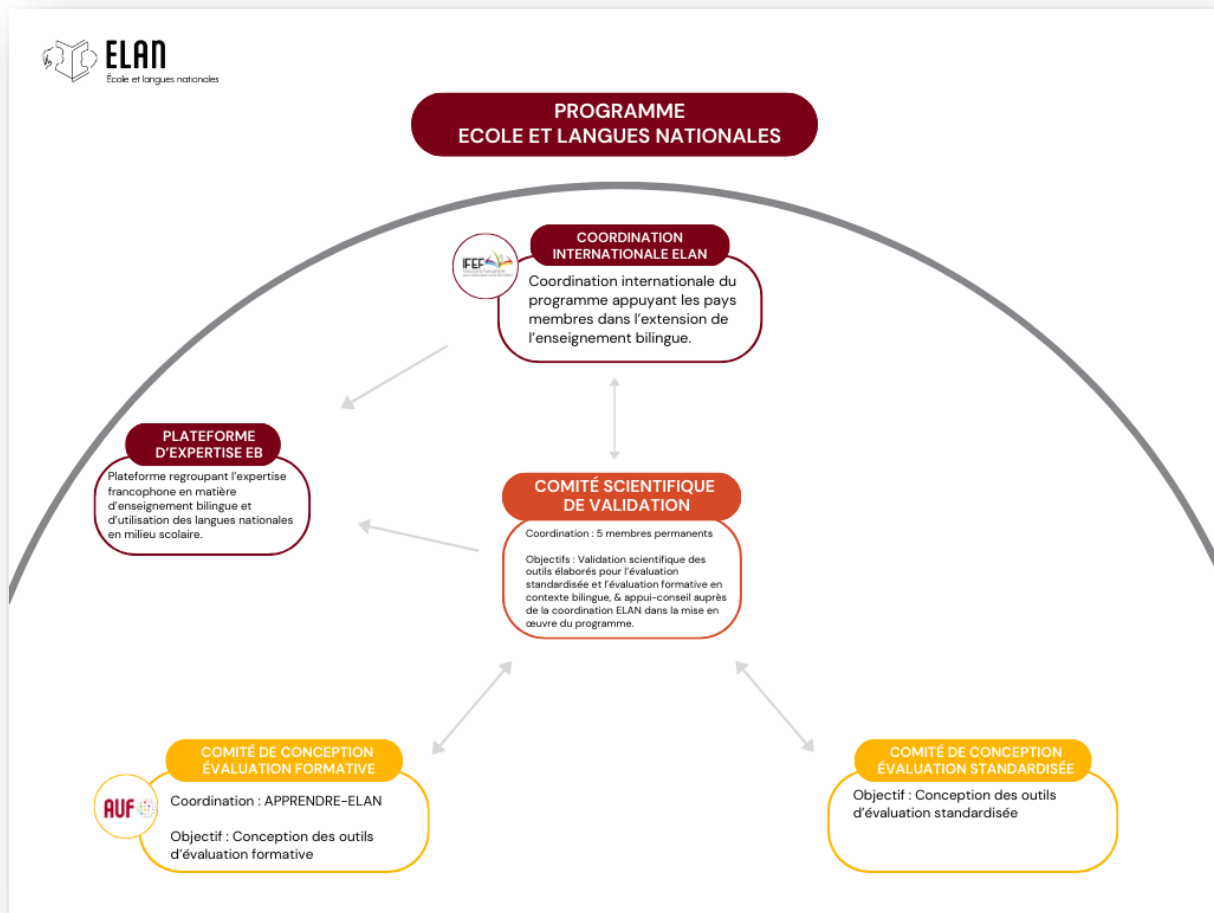 ELAN
École et langues nationales
PROGRAMME
ECOLE ET LANGUES NATIONALES
COORDINATION
INTERNATIONALE ELAN
IFEF
Coordination internationale du
programme appuyant les pays
membres dans l'extension de
l'enseignement bilingue.
PLATEFORME
D'EXPERTISE EB
Plateforme regroupant l'expertise
francophone en matière
d'enseignement bilingue et
d'utilisation des langues nationales
en milieu scolaire.
COMITÉ SCIENTIFIQUE
DE VALIDATION
Coordination : 5 membres permanents
Objectifs : Validation scientifique des
outils élaborés pour l'évaluation
standardisée et l'évaluation formative en
contexte bilingue, & appui-conseil auprès
de la coordination ELAN dans la mise en
œuvre du programme.
COMITÉ DE CONCEPTION
ÉVALUATION FORMATIVE
AUF
Coordination : APPRENDRE-ELAN
Objectif : Conception des outils
d'évaluation formative
COMITÉ DE CONCEPTION
ÉVALUATION STANDARDISÉE
Objectif : Conception des outils
d'évaluation standardisée